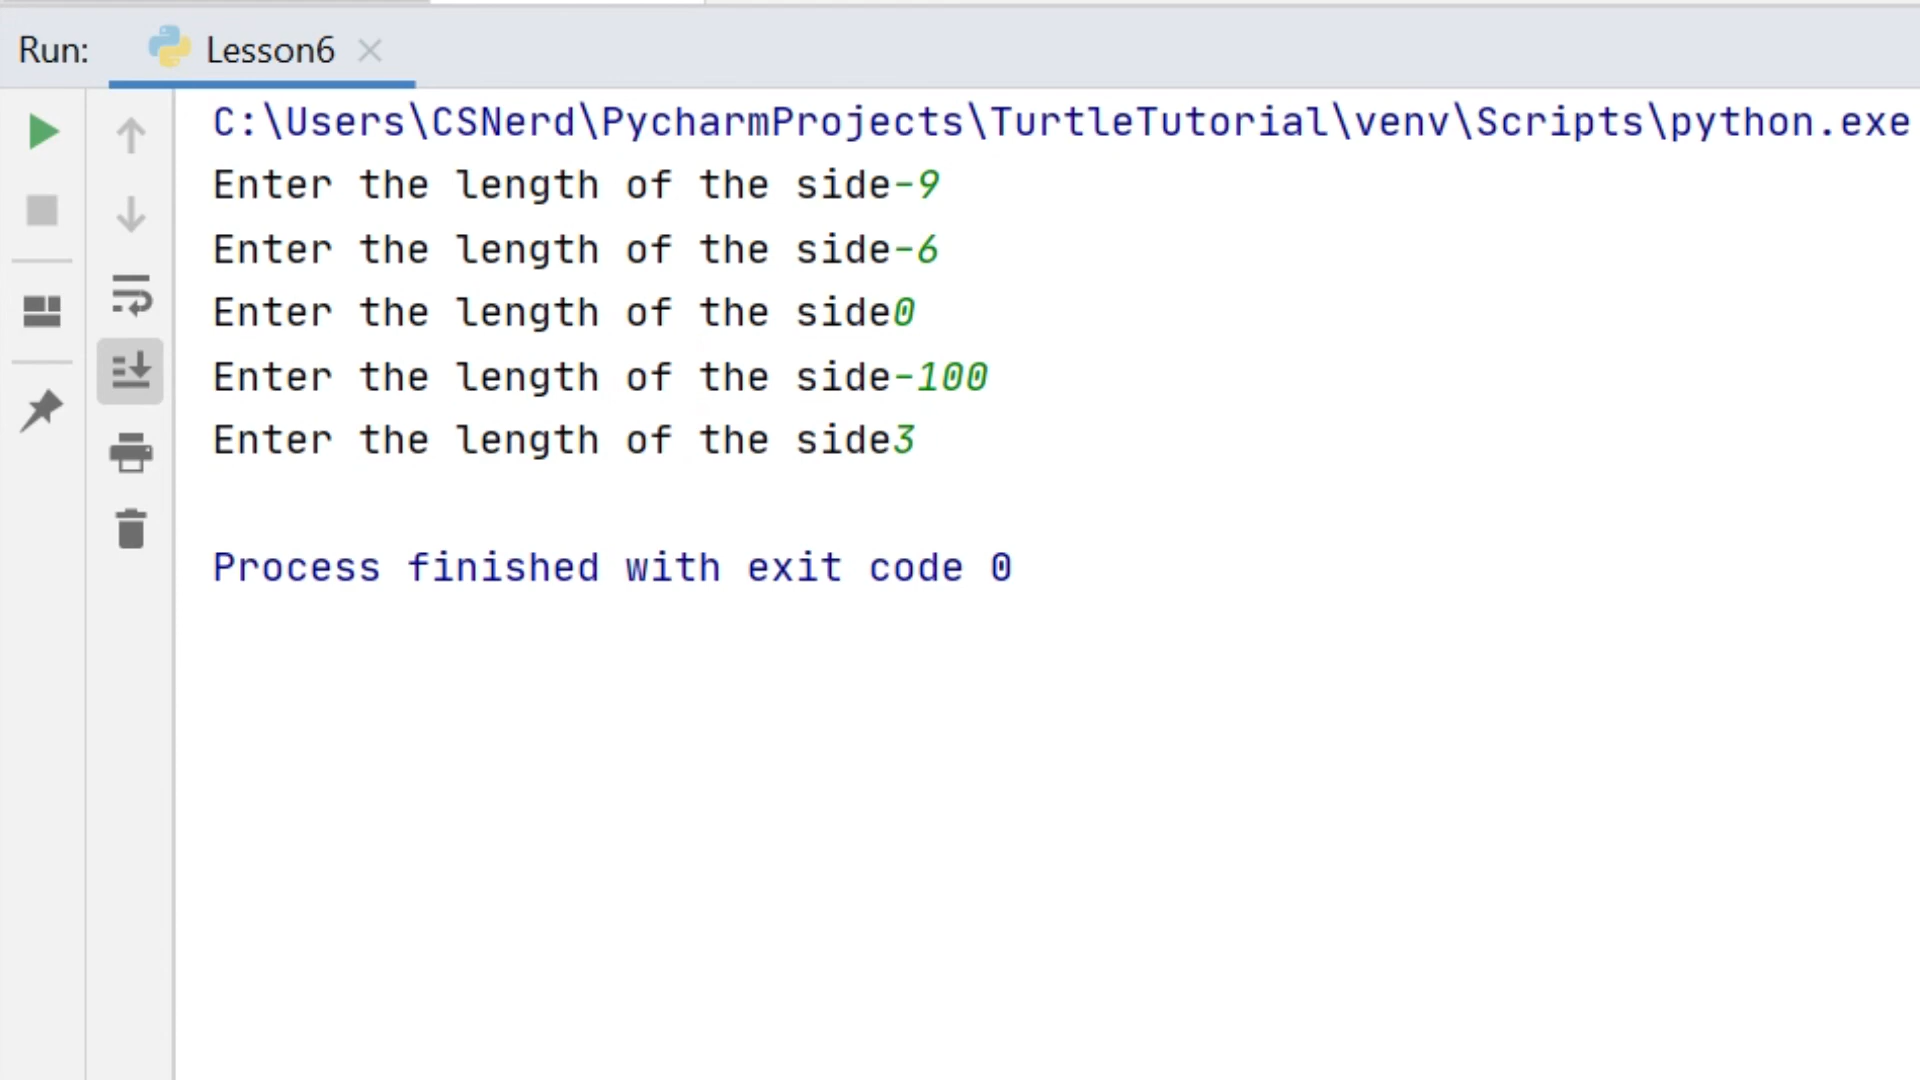 Run: Lesson6
C:\Users\CSNerd\PycharmProjects\TurtleTutorial\venv\Scripts\python.exe
Enter the length of the side-9
Enter the length of the side-6
Enter the length of the side0
Enter the length of the side-100
Enter the length of the side3
Process finished with exit code 0